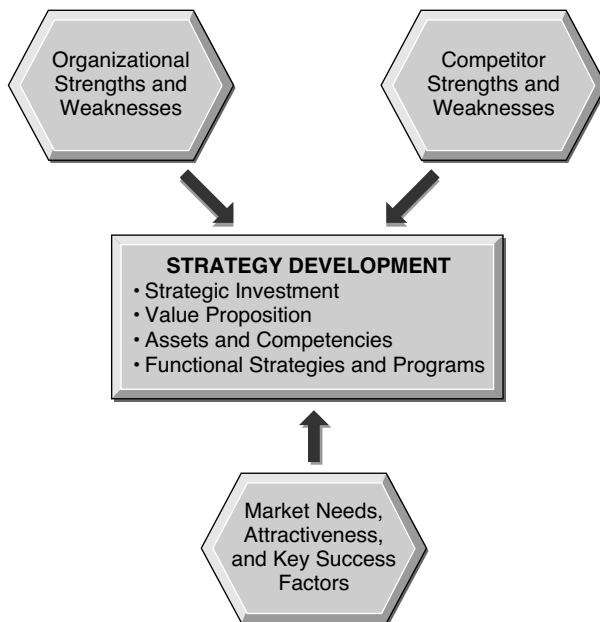 Organizational
Strengths and
Weaknesses
Competitor
Strengths and
Weaknesses
STRATEGY DEVELOPMENT
• Strategic Investment
• Value Proposition
• Assets and Competencies
• Functional Strategies and Programs
Market Needs,
Attractiveness,
and Key Success
Factors